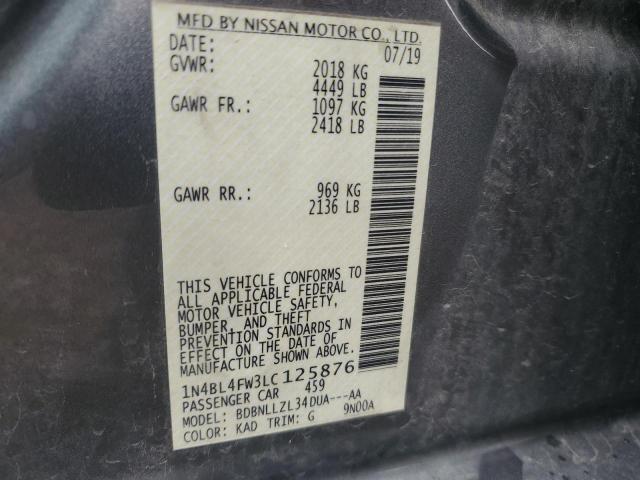 MFD BY NISSAN MOTOR CO., LTD.
DATE: 07/19
GVWR: 2018 KG
4449 LB
GAWR FR.: 1097 KG
2418 LB
GAWR RR.: 969 KG
2136 LB
THIS VEHICLE CONFORMS TO
ALL APPLICABLE FEDERAL
MOTOR VEHICLE SAFETY,
BUMPER, AND THEFT
PREVENTION STANDARDS IN
EFFECT ON THE DATE OF
MANUFACTURE SHOWN ABOVE.
1N4BL4FW3LC125876
PASSENGER CAR 459
MODEL: BDBNLLZL34DUA---AA
COLOR: KAD TRIM: G 9N00A